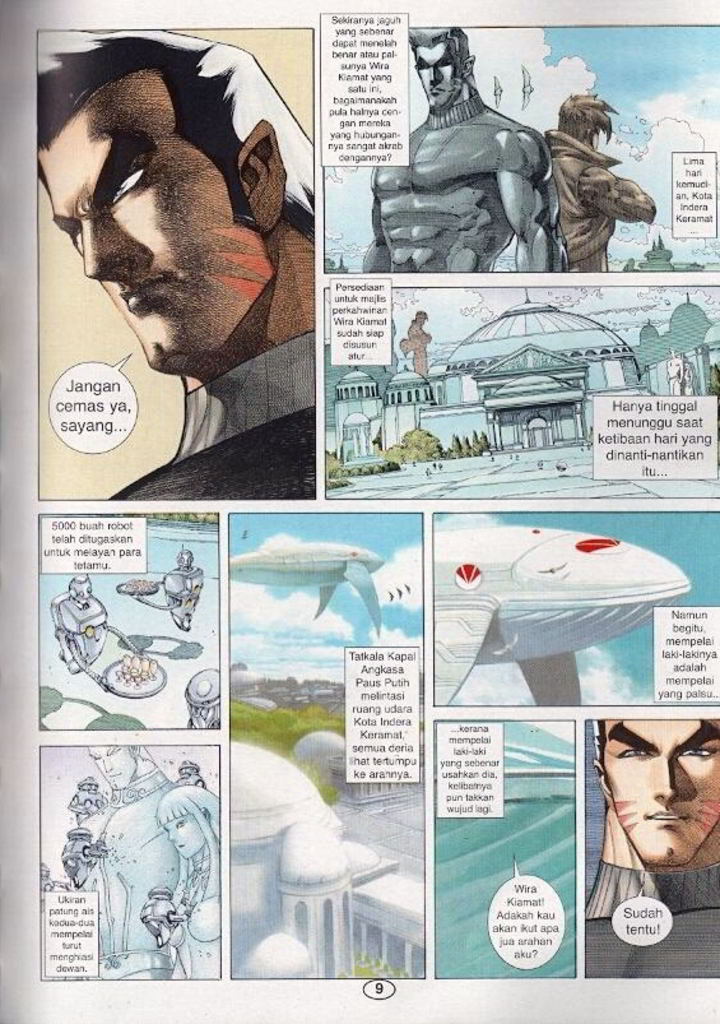 Jangan
cemas ya,
sayang...
Sekiranya jaguh
yang sebenar
dapat menelah
benar atau pal-
sunya Wira
Kiamat yang
satu ini,
bagaimanakah
pula halnya cen-
gan mereka
yang hubungan-
nya sangat akrab
dengannya?
Lima
hari
kemudi-
an, Kota
Indera
Keramat
...
Persediaan
untuk majlis
perkahwinan
Wira Kiamat
sudah siap
disusun
atur...
Hanya tinggal
menunggu saat
ketibaan hari yang
dinanti-nantikan
itu...
5000 buah robot
telah ditugaskan
untuk melayan para
tetamu.
Ukiran
patung ais
kedua-dua
mempelai
turut
menghiasi
dewan.
Tatkala Kapal
Angkasa
Paus Putih
melintasi
ruang udara
Kota Indera
Keramat,
semua deria
lihat tertumpu
ke arahnya.
Namun
begitu,
mempelai
laki-lakinya
adalah
mempelai
yang palsu..
...kerana
mempelai
laki-laki
yang sebenar
usahkan dia,
kelibatnya
pun takkan
wujud lagi.
Wira
Kiamat!
Adakah kau
akan ikut apa
jua arahan
aku?
Sudah
tentu!
9